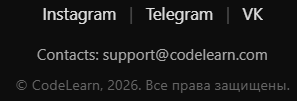 Instagram | Telegram | VK
Contacts: support@codelearn.com
© CodeLearn, 2026. Все права защищены.